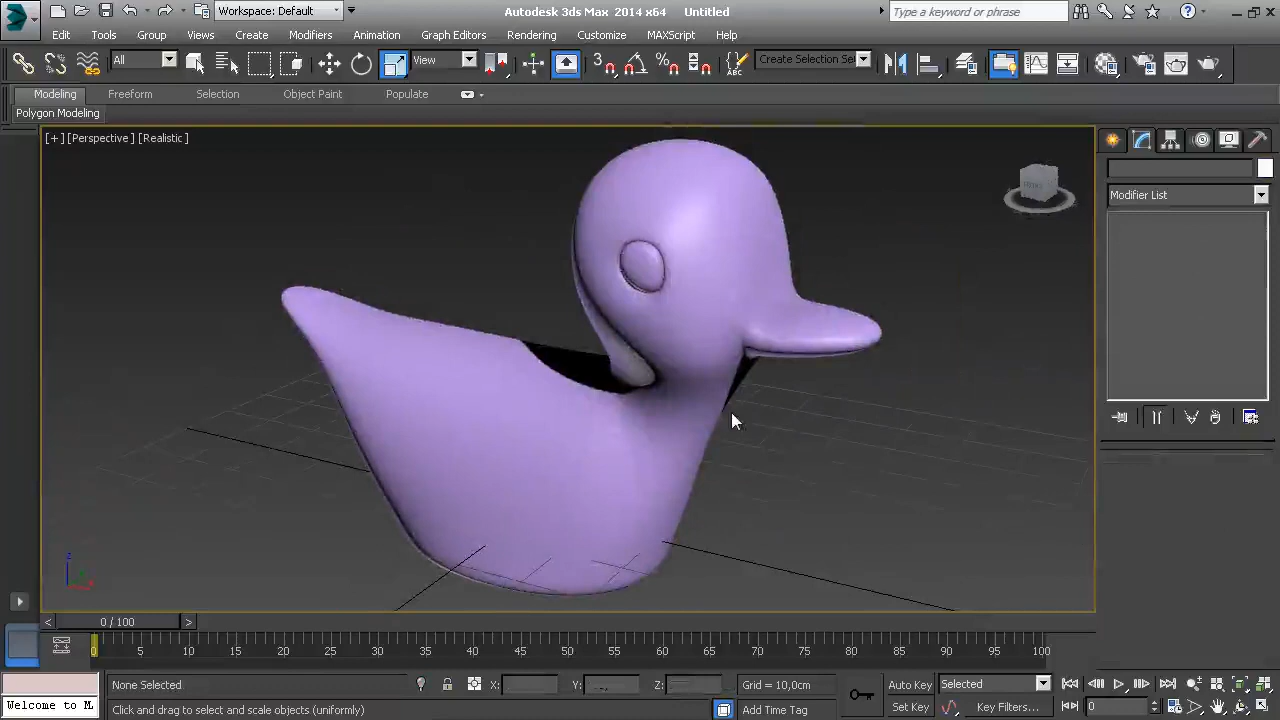 Workspace: Default
Autodesk 3ds Max 2014 x64 Untitled
Type a keyword or phrase
Edit Tools Group Views Create Modifiers Animation Graph Editors Rendering Customize MAXScript Help
All
View
3
Create Selection Se
Modeling Freeform Selection Object Paint Populate
Polygon Modeling
[+] [Perspective] [Realistic]
Modifier List
z
0 / 100
0 5 10 15 20 25 30 35 40 45 50 55 60 65 70 75 80 85 90 95 100
None Selected
X: Y: Z:
Grid = 10,0cm
Auto Key
Selected
Welcome to M.
Click and drag to select and scale objects (uniformly)
Add Time Tag
Set Key
Key Filters...
0